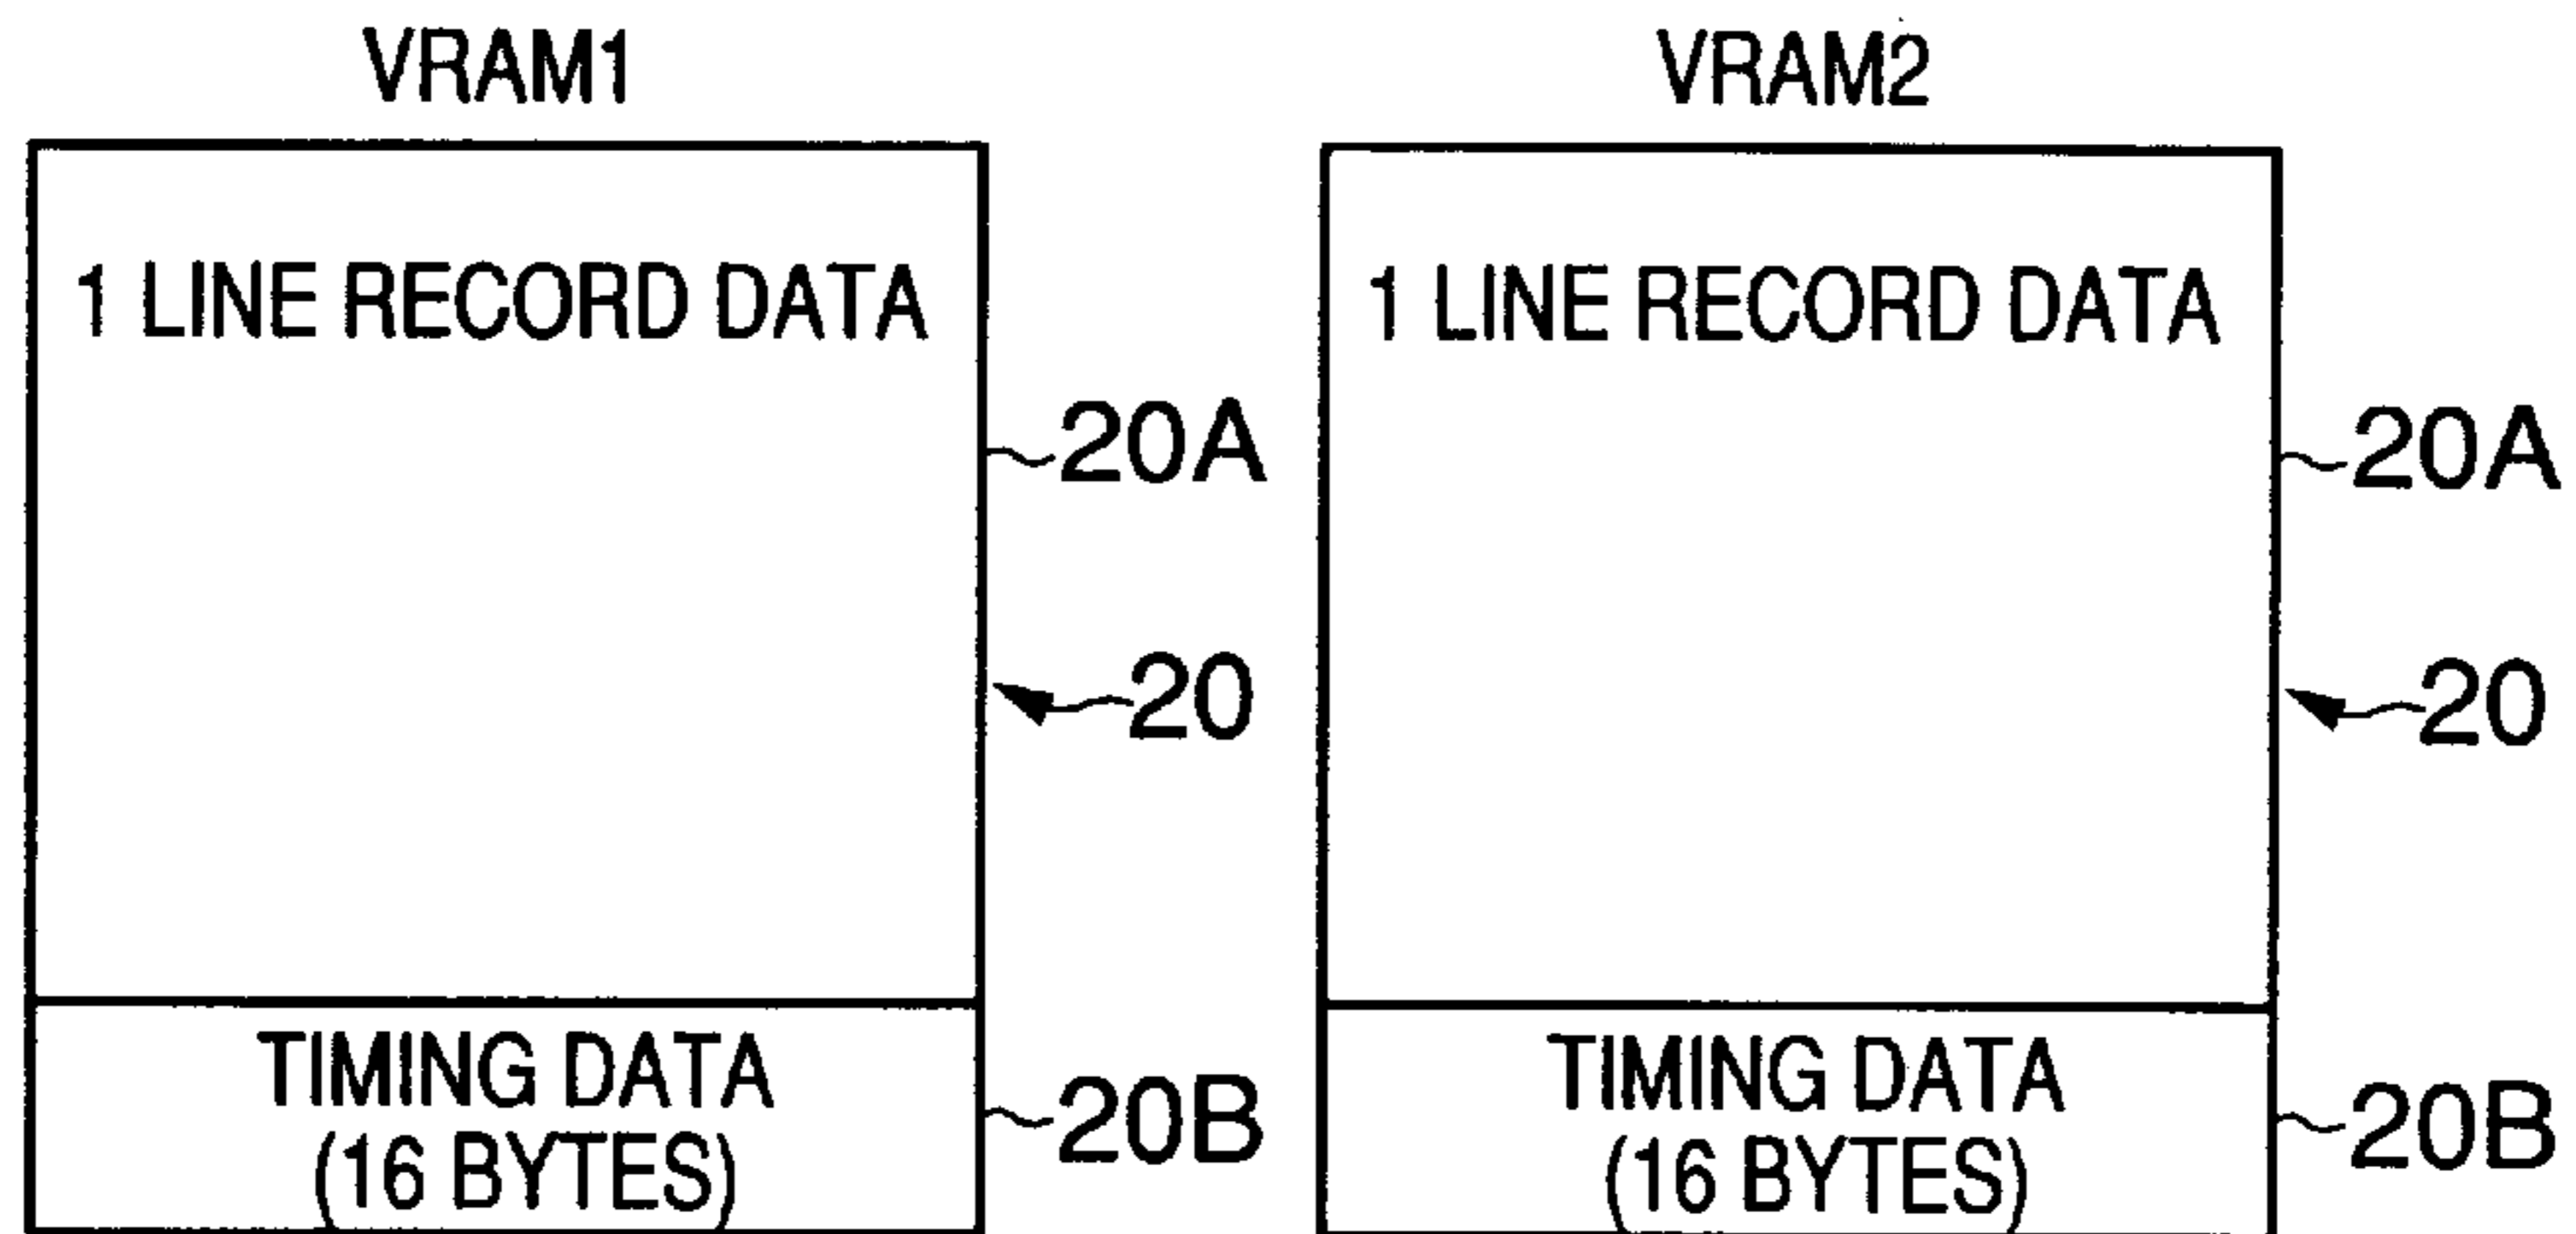 VRAM1
1 LINE RECORD DATA
20A
20
TIMING DATA
(16 BYTES)
20B
VRAM2
1 LINE RECORD DATA
20A
20
TIMING DATA
(16 BYTES)
20B